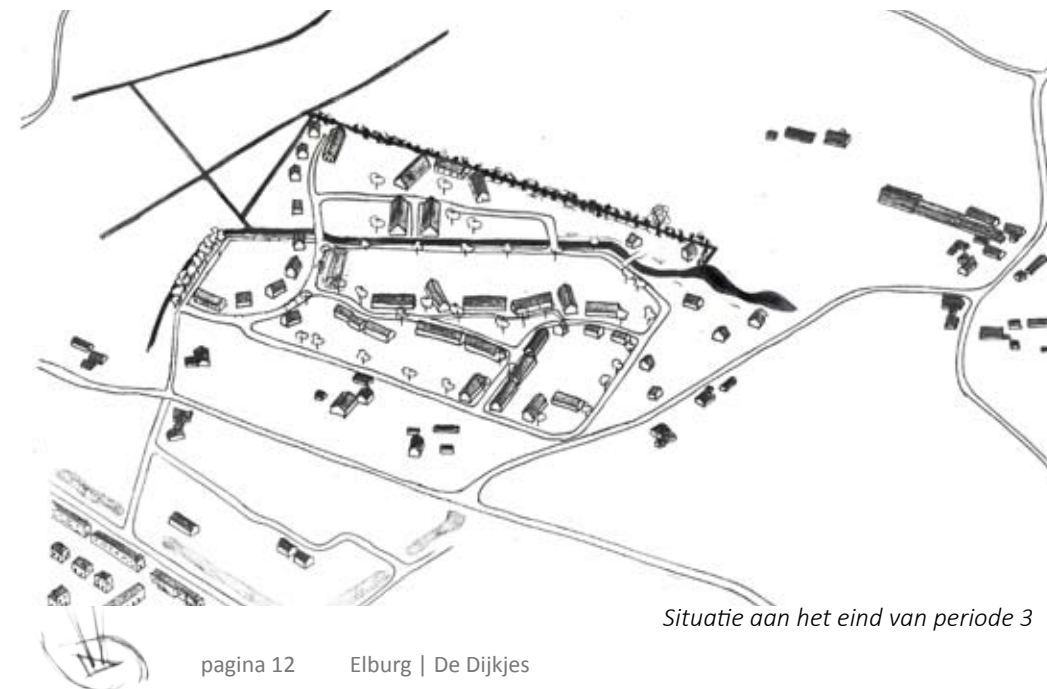 Situatie aan het eind van periode 3
pagina 12 Elburg | De Dijkjes